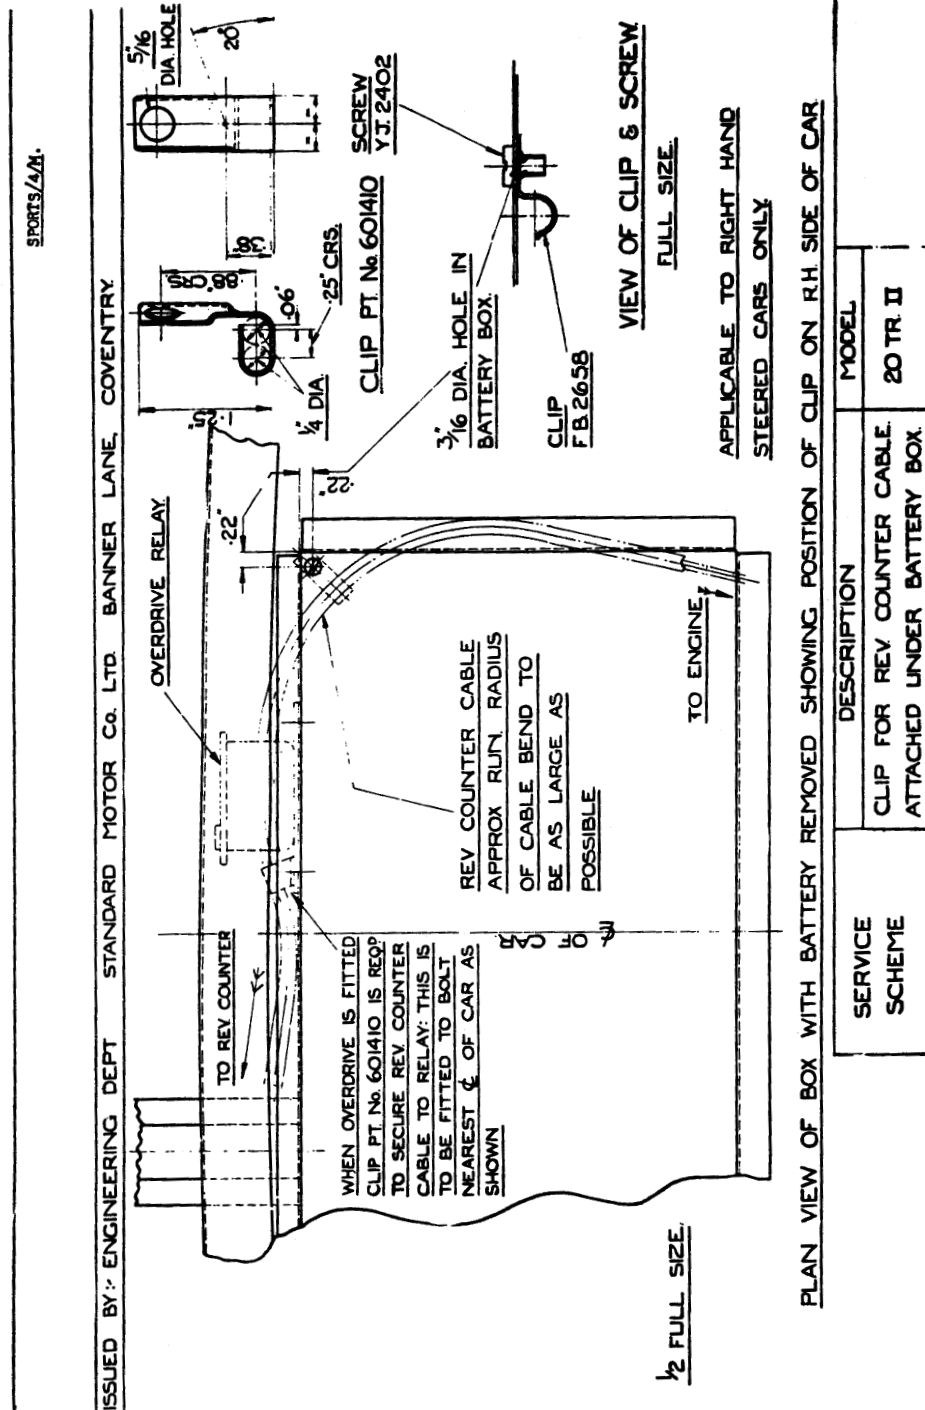 SPORTS/4/M.
ISSUED BY:- ENGINEERING DEPT STANDARD MOTOR Co. LTD. BANNER LANE, COVENTRY.
OVERDRIVE RELAY.
TO REV. COUNTER
WHEN OVERDRIVE IS FITTED
CLIP PT. No. 601410 IS REQD
TO SECURE REV. COUNTER
CABLE TO RELAY: THIS IS
TO BE FITTED TO BOLT
NEAREST ℄ OF CAR AS
SHOWN
REV COUNTER CABLE
APPROX RUN. RADIUS
OF CABLE BEND TO
BE AS LARGE AS
POSSIBLE
℄ OF CAR
TO ENGINE
.22"
.22"
1.25"
.88" CRS
.06"
.25" CRS.
1/4" DIA.
CLIP PT. No. 601410
5/16"
DIA. HOLE
20°
.38"
=
=
SCREW
Y.J. 2402
3/16" DIA. HOLE IN
BATTERY BOX.
CLIP
F.B. 2658
VIEW OF CLIP & SCREW.
FULL SIZE.
APPLICABLE TO RIGHT HAND
STEERED CARS ONLY.
1/2 FULL SIZE.
PLAN VIEW OF BOX WITH BATTERY REMOVED SHOWING POSITION OF CLIP ON R.H. SIDE OF CAR.
SERVICE
SCHEME
DESCRIPTION
CLIP FOR REV. COUNTER CABLE.
ATTACHED UNDER BATTERY BOX.
MODEL
20 TR. II